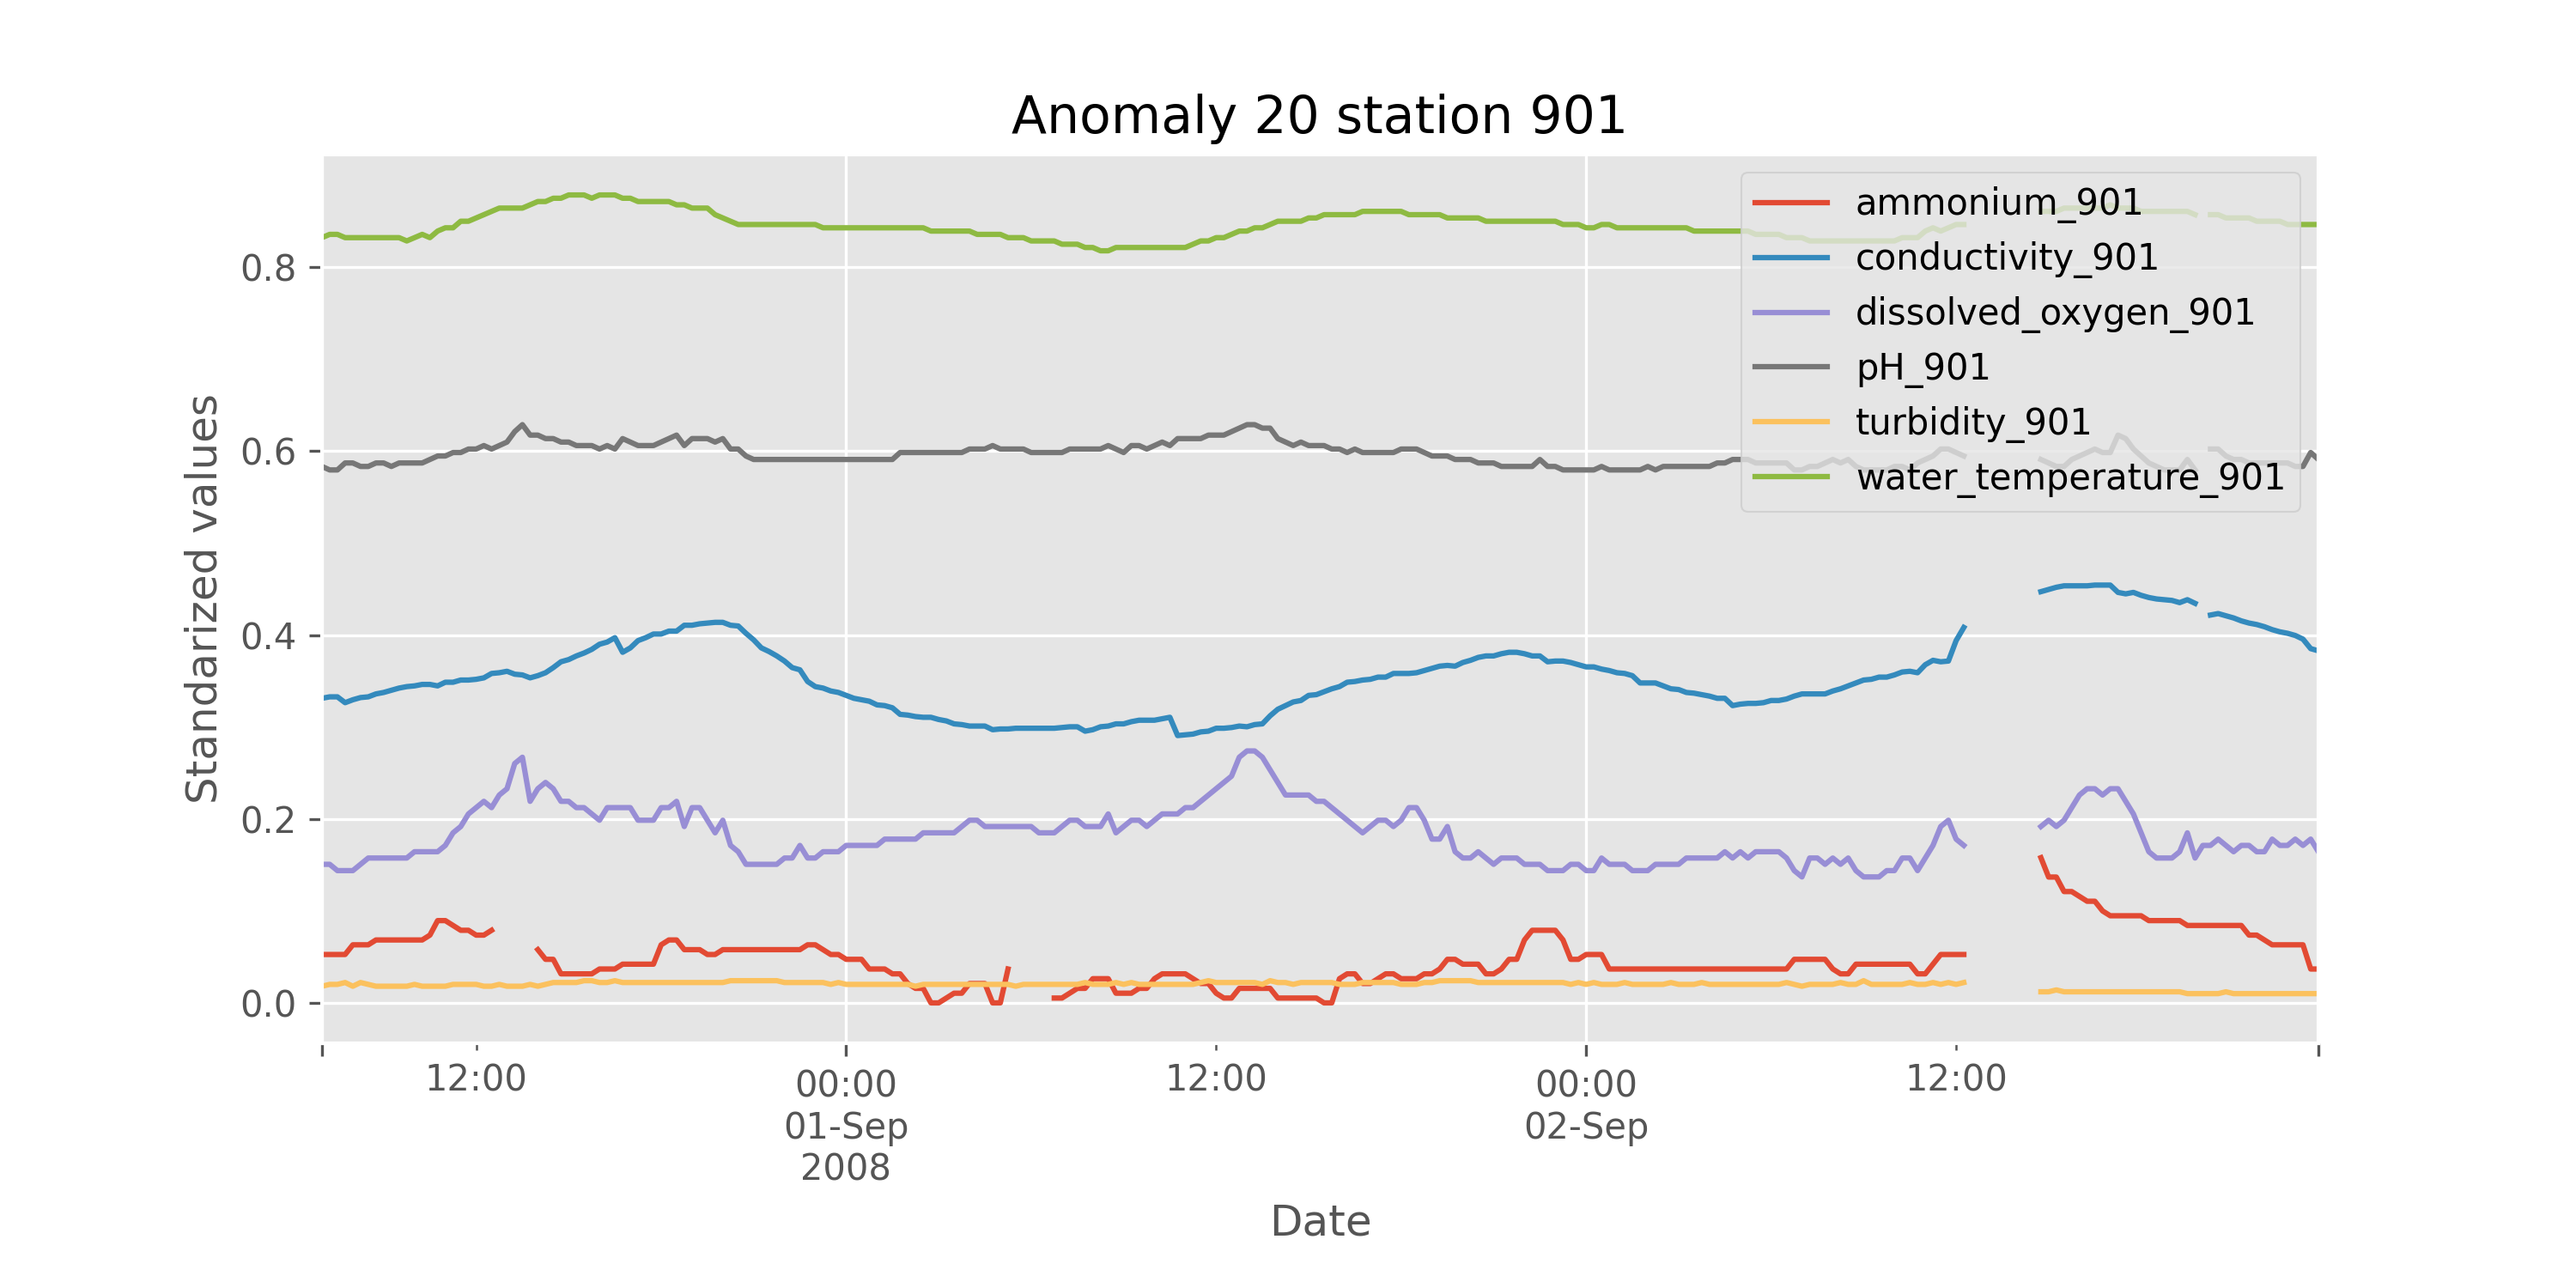 Anomaly 20 station 901
ammonium_901
conductivity_901
dissolved_oxygen_901
pH_901
turbidity_901
water_temperature_901
Standarized values
0.8
0.6
0.4
0.2
0.0
12:00
00:00
01-Sep
2008
12:00
00:00
02-Sep
12:00
Date